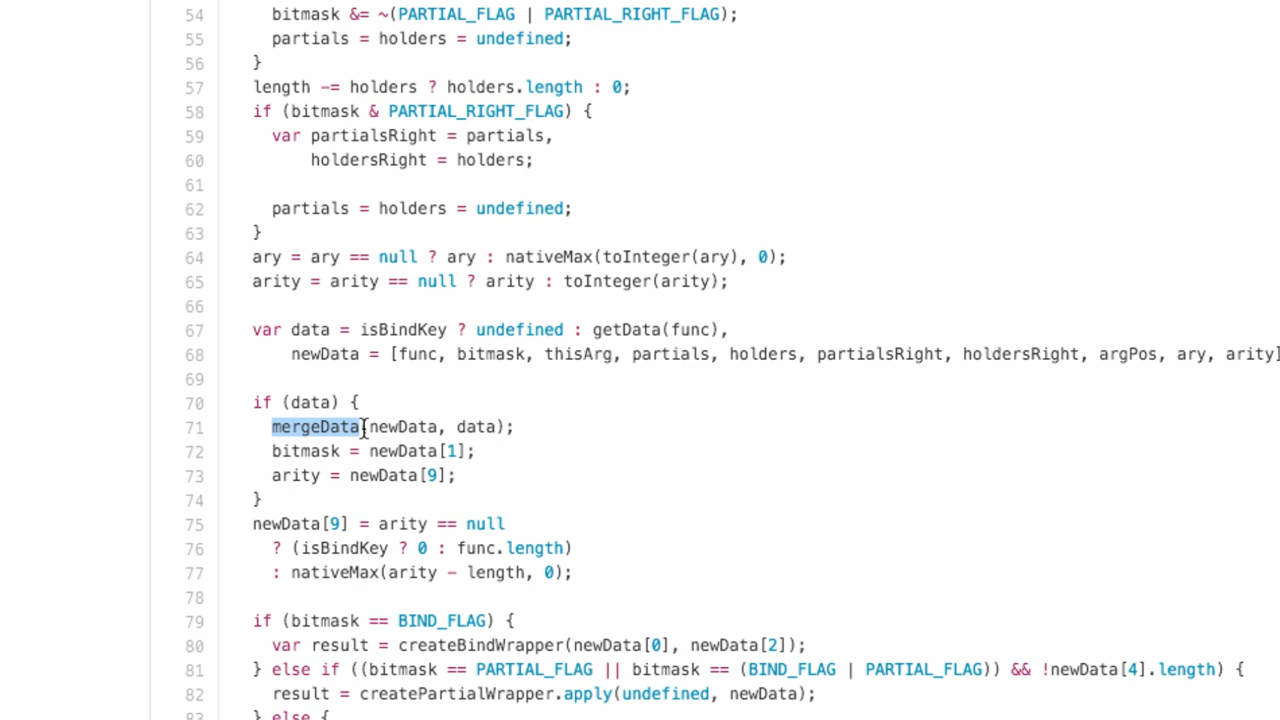 54 bitmask &= ~(PARTIAL_FLAG | PARTIAL_RIGHT_FLAG);
55 partials = holders = undefined;
56 }
57 length -= holders ? holders.length : 0;
58 if (bitmask & PARTIAL_RIGHT_FLAG) {
59 var partialsRight = partials,
60 holdersRight = holders;
61
62 partials = holders = undefined;
63 }
64 ary = ary == null ? ary : nativeMax(toInteger(ary), 0);
65 arity = arity == null ? arity : toInteger(arity);
66
67 var data = isBindKey ? undefined : getData(func),
68 newData = [func, bitmask, thisArg, partials, holders, partialsRight, holdersRight, argPos, ary, arity]
69
70 if (data) {
71 mergeData(newData, data);
72 bitmask = newData[1];
73 arity = newData[9];
74 }
75 newData[9] = arity == null
76 ? (isBindKey ? 0 : func.length)
77 : nativeMax(arity - length, 0);
78
79 if (bitmask == BIND_FLAG) {
80 var result = createBindWrapper(newData[0], newData[2]);
81 } else if ((bitmask == PARTIAL_FLAG || bitmask == (BIND_FLAG | PARTIAL_FLAG)) && !newData[4].length) {
82 result = createPartialWrapper.apply(undefined, newData);
83 } else {